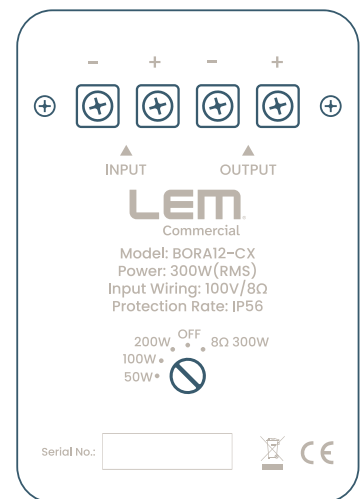 - + - +
INPUT OUTPUT
LEM
Commercial
Model: BORA12-CX
Power: 300W(RMS)
Input Wiring: 100V/8Ω
Protection Rate: IP56
OFF
200W 8Ω 300W
100W
50W
Serial No.:
CE